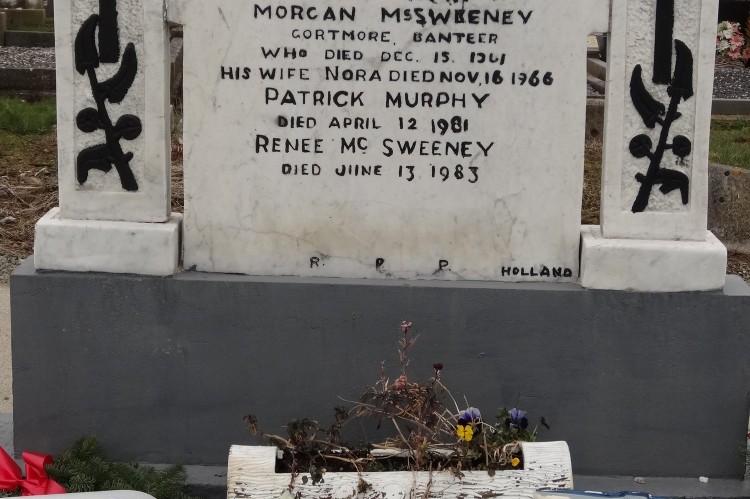 MORGAN McSWEENEY
GORTMORE, BANTEER
WHO DIED DEC. 15. 1961
HIS WIFE NORA DIED NOV, 16 1966
PATRICK MURPHY
DIED APRIL 12 1981
RENEE Mc SWEENEY
DIED JUNE 13. 1983
R. P. P HOLLAND